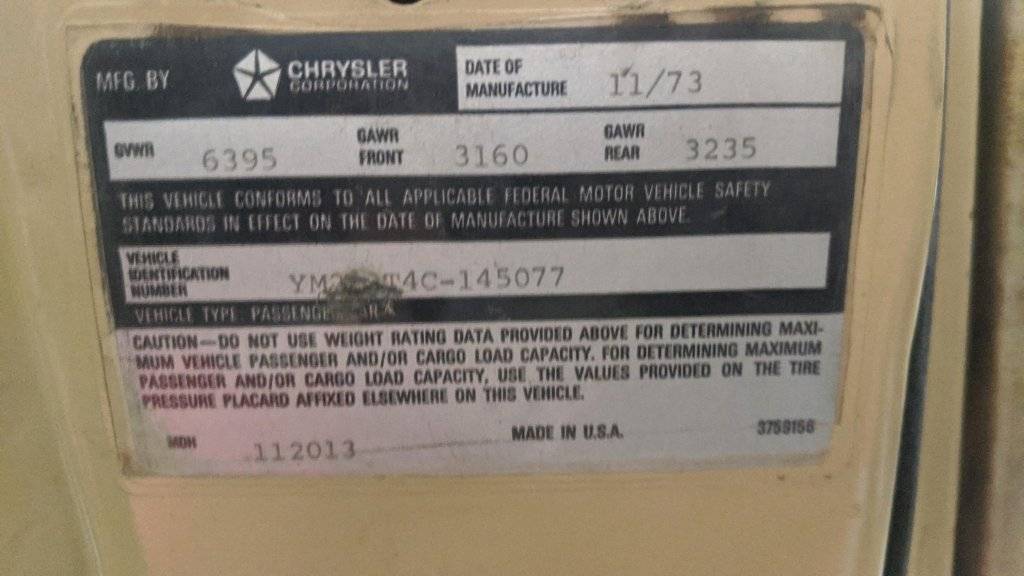 MFG. BY CHRYSLER CORPORATION DATE OF MANUFACTURE 11/73
GVWR 6395 GAWR FRONT 3160 GAWR REAR 3235
THIS VEHICLE CONFORMS TO ALL APPLICABLE FEDERAL MOTOR VEHICLE SAFETY
STANDARDS IN EFFECT ON THE DATE OF MANUFACTURE SHOWN ABOVE.
VEHICLE
IDENTIFICATION
NUMBER
T4C-145077
VEHICLE TYPE:
CAUTION—DO NOT USE WEIGHT RATING DATA PROVIDED ABOVE FOR DETERMINING MAXI-
MUM VEHICLE PASSENGER AND/OR CARGO LOAD CAPACITY. FOR DETERMINING MAXIMUM
PASSENGER AND/OR CARGO LOAD CAPACITY, USE THE VALUES PROVIDED ON THE TIRE
PRESSURE PLACARD AFFIXED ELSEWHERE ON THIS VEHICLE.
MDH 112013 MADE IN U.S.A.